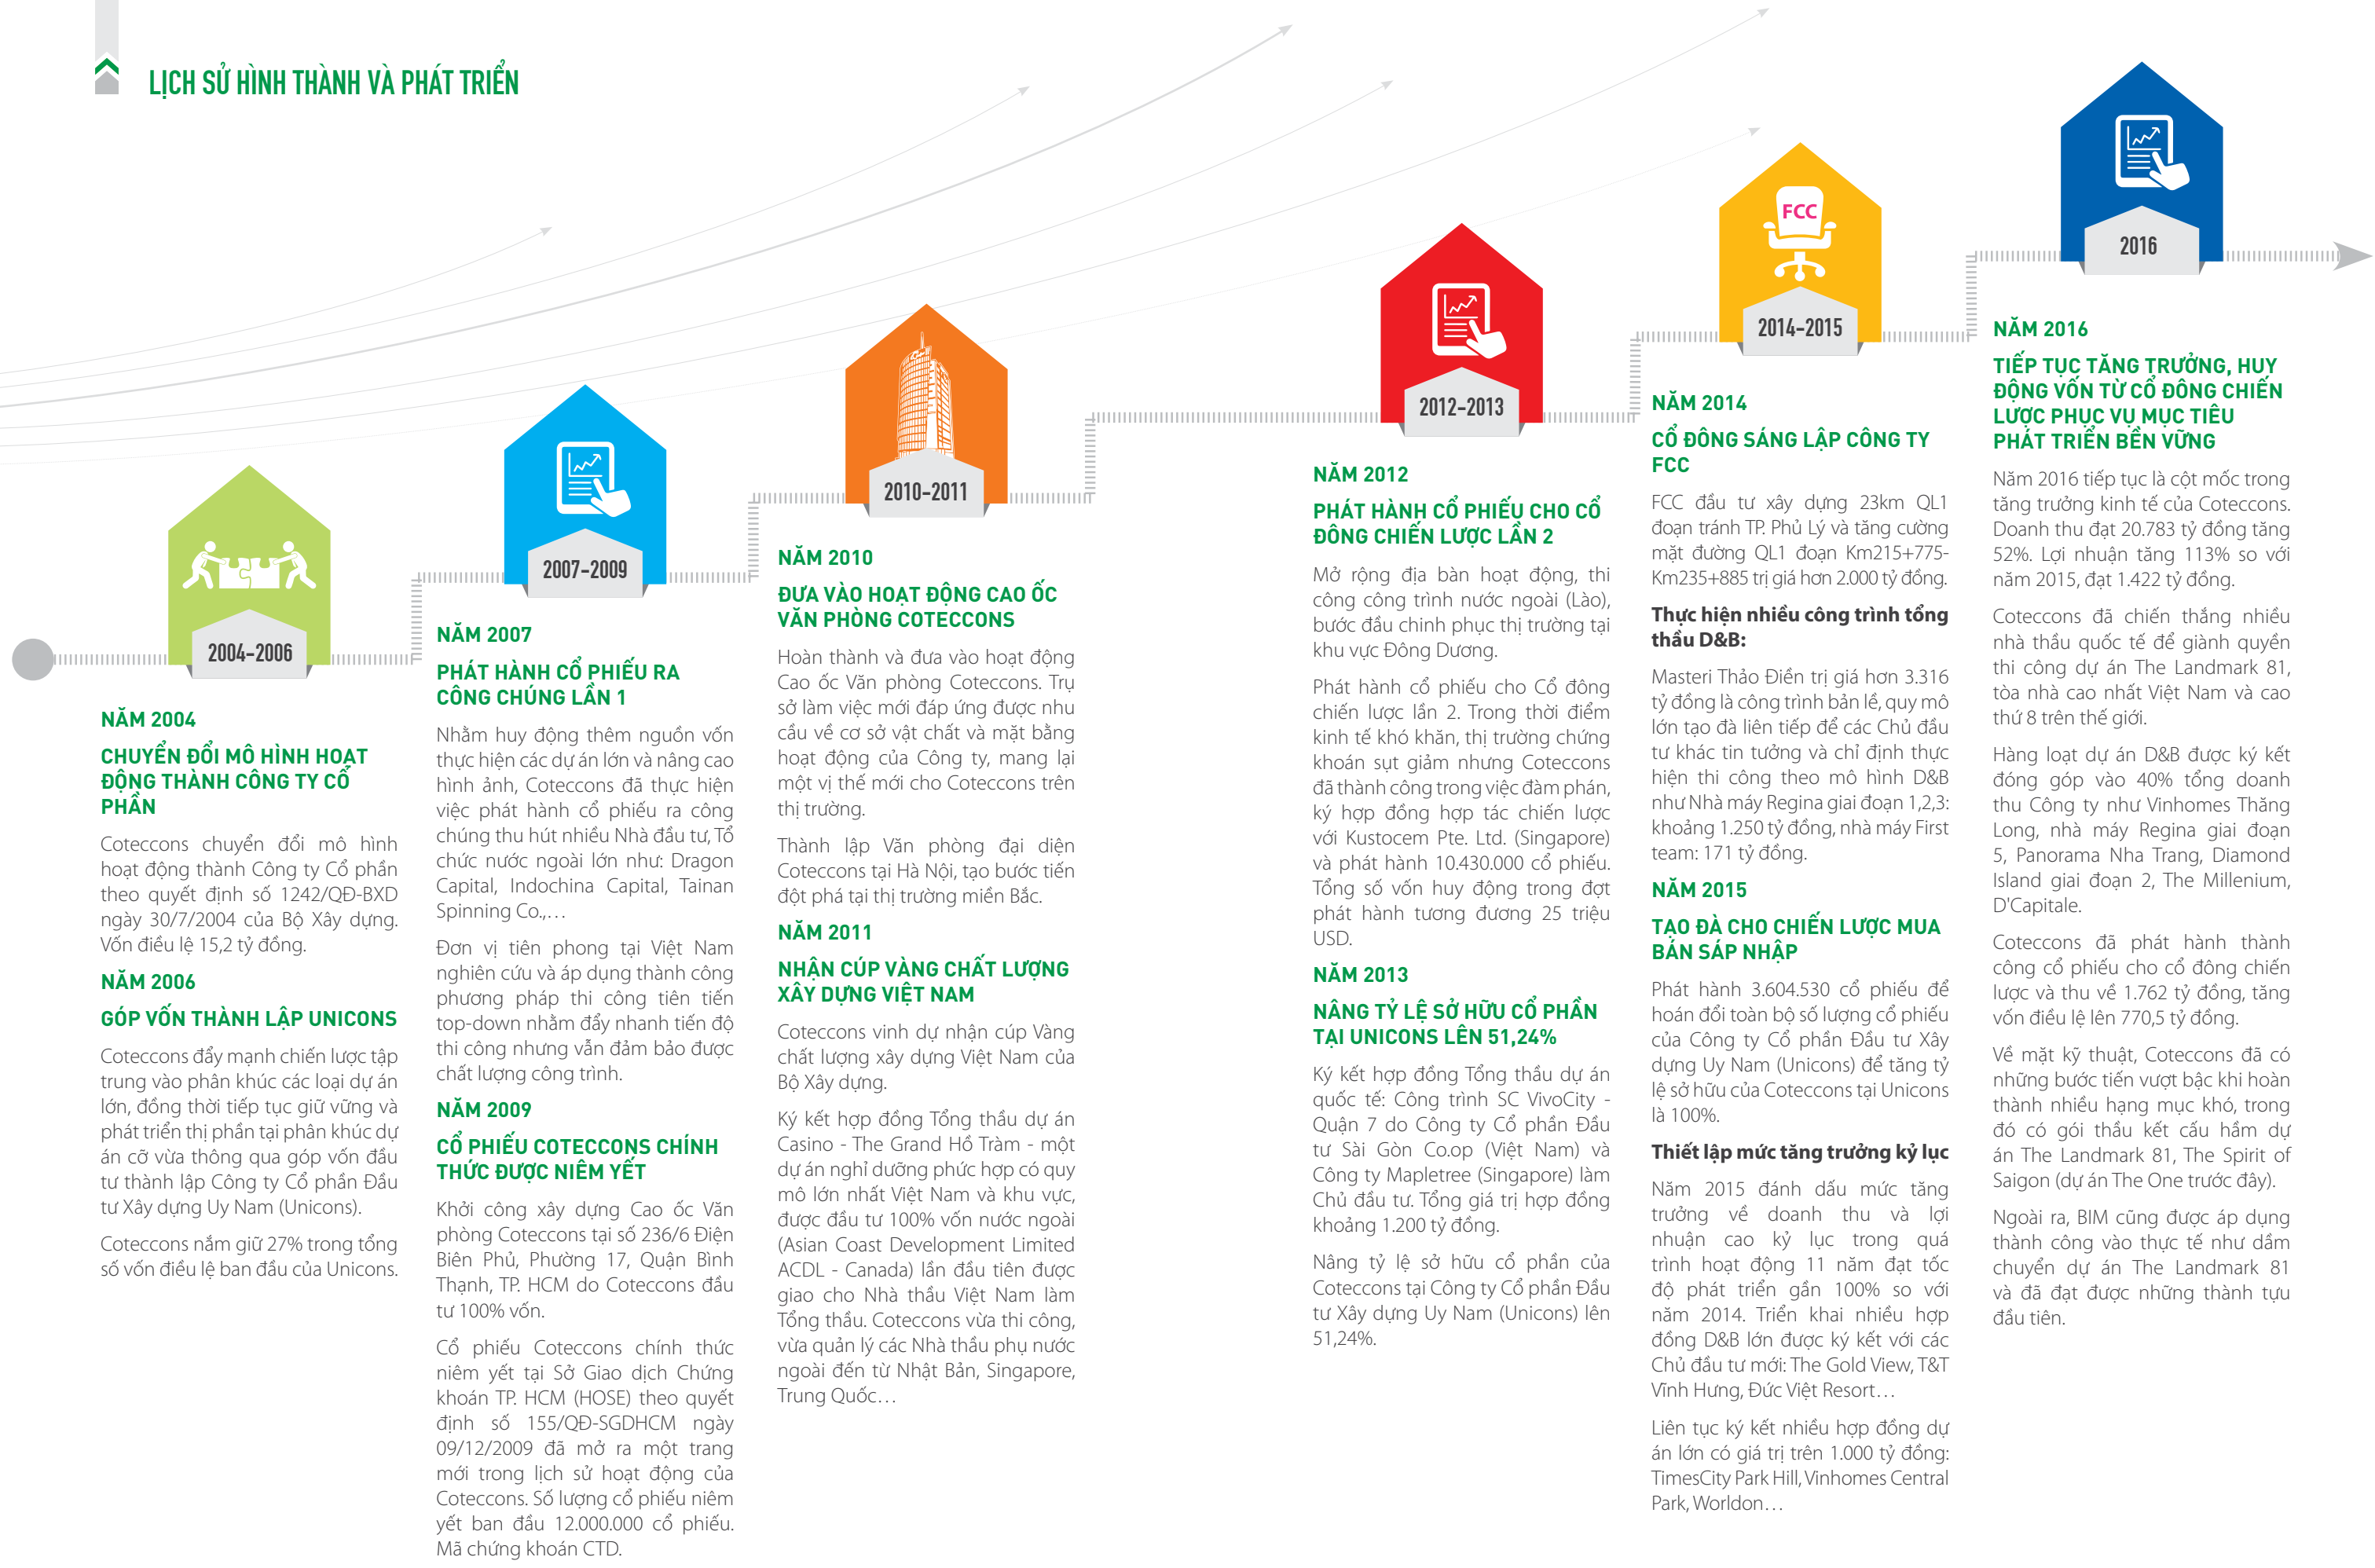 LỊCH SỬ HÌNH THÀNH VÀ PHÁT TRIỂN
2004-2006
NĂM 2004
CHUYỂN ĐỔI MÔ HÌNH HOẠT
ĐỘNG THÀNH CÔNG TY CỔ
PHẦN
Coteccons chuyển đổi mô hình
hoạt động thành Công ty Cổ phần
theo quyết định số 1242/QĐ-BXD
ngày 30/7/2004 của Bộ Xây dựng.
Vốn điều lệ 15,2 tỷ đồng.
NĂM 2006
GÓP VỐN THÀNH LẬP UNICONS
Coteccons đẩy mạnh chiến lược tập
trung vào phân khúc các loại dự án
lớn, đồng thời tiếp tục giữ vững và
phát triển thị phần tại phân khúc dự
án cỡ vừa thông qua góp vốn đầu
tư thành lập Công ty Cổ phần Đầu
tư Xây dựng Uy Nam (Unicons).
Coteccons nắm giữ 27% trong tổng
số vốn điều lệ ban đầu của Unicons.
2007-2009
NĂM 2007
PHÁT HÀNH CỔ PHIẾU RA
CÔNG CHÚNG LẦN 1
Nhằm huy động thêm nguồn vốn
thực hiện các dự án lớn và nâng cao
hình ảnh, Coteccons đã thực hiện
việc phát hành cổ phiếu ra công
chúng thu hút nhiều Nhà đầu tư, Tổ
chức nước ngoài lớn như: Dragon
Capital, Indochina Capital, Tainan
Spinning Co.,…
Đơn vị tiên phong tại Việt Nam
nghiên cứu và áp dụng thành công
phương pháp thi công tiên tiến
top-down nhằm đẩy nhanh tiến độ
thi công nhưng vẫn đảm bảo được
chất lượng công trình.
NĂM 2009
CỔ PHIẾU COTECCONS CHÍNH
THỨC ĐƯỢC NIÊM YẾT
Khởi công xây dựng Cao ốc Văn
phòng Coteccons tại số 236/6 Điện
Biên Phủ, Phường 17, Quận Bình
Thạnh, TP. HCM do Coteccons đầu
tư 100% vốn.
Cổ phiếu Coteccons chính thức
niêm yết tại Sở Giao dịch Chứng
khoán TP. HCM (HOSE) theo quyết
định số 155/QĐ-SGDHCM ngày
09/12/2009 đã mở ra một trang
mới trong lịch sử hoạt động của
Coteccons. Số lượng cổ phiếu niêm
yết ban đầu 12.000.000 cổ phiếu.
Mã chứng khoán CTD.
2010-2011
NĂM 2010
ĐƯA VÀO HOẠT ĐỘNG CAO ỐC
VĂN PHÒNG COTECCONS
Hoàn thành và đưa vào hoạt động
Cao ốc Văn phòng Coteccons. Trụ
sở làm việc mới đáp ứng được nhu
cầu về cơ sở vật chất và mặt bằng
hoạt động của Công ty, mang lại
một vị thế mới cho Coteccons trên
thị trường.
Thành lập Văn phòng đại diện
Coteccons tại Hà Nội, tạo bước tiến
đột phá tại thị trường miền Bắc.
NĂM 2011
NHẬN CÚP VÀNG CHẤT LƯỢNG
XÂY DỰNG VIỆT NAM
Coteccons vinh dự nhận cúp Vàng
chất lượng xây dựng Việt Nam của
Bộ Xây dựng.
Ký kết hợp đồng Tổng thầu dự án
Casino - The Grand Hồ Tràm - một
dự án nghỉ dưỡng phức hợp có quy
mô lớn nhất Việt Nam và khu vực,
được đầu tư 100% vốn nước ngoài
(Asian Coast Development Limited
ACDL - Canada) lần đầu tiên được
giao cho Nhà thầu Việt Nam làm
Tổng thầu. Coteccons vừa thi công,
vừa quản lý các Nhà thầu phụ nước
ngoài đến từ Nhật Bản, Singapore,
Trung Quốc…
2012-2013
NĂM 2012
PHÁT HÀNH CỔ PHIẾU CHO CỔ
ĐÔNG CHIẾN LƯỢC LẦN 2
Mở rộng địa bàn hoạt động, thi
công công trình nước ngoài (Lào),
bước đầu chinh phục thị trường tại
khu vực Đông Dương.
Phát hành cổ phiếu cho Cổ đông
chiến lược lần 2. Trong thời điểm
kinh tế khó khăn, thị trường chứng
khoán sụt giảm nhưng Coteccons
đã thành công trong việc đàm phán,
ký hợp đồng hợp tác chiến lược
với Kustocem Pte. Ltd. (Singapore)
và phát hành 10.430.000 cổ phiếu.
Tổng số vốn huy động trong đợt
phát hành tương đương 25 triệu
USD.
NĂM 2013
NÂNG TỶ LỆ SỞ HỮU CỔ PHẦN
TẠI UNICONS LÊN 51,24%
Ký kết hợp đồng Tổng thầu dự án
quốc tế: Công trình SC VivoCity -
Quận 7 do Công ty Cổ phần Đầu
tư Sài Gòn Co.op (Việt Nam) và
Công ty Mapletree (Singapore) làm
Chủ đầu tư. Tổng giá trị hợp đồng
khoảng 1.200 tỷ đồng.
Nâng tỷ lệ sở hữu cổ phần của
Coteccons tại Công ty Cổ phần Đầu
tư Xây dựng Uy Nam (Unicons) lên
51,24%.
FCC
2014-2015
NĂM 2014
CỔ ĐÔNG SÁNG LẬP CÔNG TY
FCC
FCC đầu tư xây dựng 23km QL1
đoạn tránh TP. Phủ Lý và tăng cường
mặt đường QL1 đoạn Km215+775-
Km235+885 trị giá hơn 2.000 tỷ đồng.
Thực hiện nhiều công trình tổng
thầu D&B:
Masteri Thảo Điền trị giá hơn 3.316
tỷ đồng là công trình bản lề, quy mô
lớn tạo đà liên tiếp để các Chủ đầu
tư khác tin tưởng và chỉ định thực
hiện thi công theo mô hình D&B
như Nhà máy Regina giai đoạn 1,2,3:
khoảng 1.250 tỷ đồng, nhà máy First
team: 171 tỷ đồng.
NĂM 2015
TẠO ĐÀ CHO CHIẾN LƯỢC MUA
BÁN SÁP NHẬP
Phát hành 3.604.530 cổ phiếu để
hoán đổi toàn bộ số lượng cổ phiếu
của Công ty Cổ phần Đầu tư Xây
dựng Uy Nam (Unicons) để tăng tỷ
lệ sở hữu của Coteccons tại Unicons
là 100%.
Thiết lập mức tăng trưởng kỷ lục
Năm 2015 đánh dấu mức tăng
trưởng về doanh thu và lợi
nhuận cao kỷ lục trong quá
trình hoạt động 11 năm đạt tốc
độ phát triển gần 100% so với
năm 2014. Triển khai nhiều hợp
đồng D&B lớn được ký kết với các
Chủ đầu tư mới: The Gold View, T&T
Vĩnh Hưng, Đức Việt Resort…
Liên tục ký kết nhiều hợp đồng dự
án lớn có giá trị trên 1.000 tỷ đồng:
TimesCity Park Hill, Vinhomes Central
Park, Worldon…
2016
NĂM 2016
TIẾP TỤC TĂNG TRƯỞNG, HUY
ĐỘNG VỐN TỪ CỔ ĐÔNG CHIẾN
LƯỢC PHỤC VỤ MỤC TIÊU
PHÁT TRIỂN BỀN VỮNG
Năm 2016 tiếp tục là cột mốc trong
tăng trưởng kinh tế của Coteccons.
Doanh thu đạt 20.783 tỷ đồng tăng
52%. Lợi nhuận tăng 113% so với
năm 2015, đạt 1.422 tỷ đồng.
Coteccons đã chiến thắng nhiều
nhà thầu quốc tế để giành quyền
thi công dự án The Landmark 81,
tòa nhà cao nhất Việt Nam và cao
thứ 8 trên thế giới.
Hàng loạt dự án D&B được ký kết
đóng góp vào 40% tổng doanh
thu Công ty như Vinhomes Thăng
Long, nhà máy Regina giai đoạn
5, Panorama Nha Trang, Diamond
Island giai đoạn 2, The Millenium,
D'Capitale.
Coteccons đã phát hành thành
công cổ phiếu cho cổ đông chiến
lược và thu về 1.762 tỷ đồng, tăng
vốn điều lệ lên 770,5 tỷ đồng.
Về mặt kỹ thuật, Coteccons đã có
những bước tiến vượt bậc khi hoàn
thành nhiều hạng mục khó, trong
đó có gói thầu kết cấu hầm dự
án The Landmark 81, The Spirit of
Saigon (dự án The One trước đây).
Ngoài ra, BIM cũng được áp dụng
thành công vào thực tế như dầm
chuyển dự án The Landmark 81
và đã đạt được những thành tựu
đầu tiên.